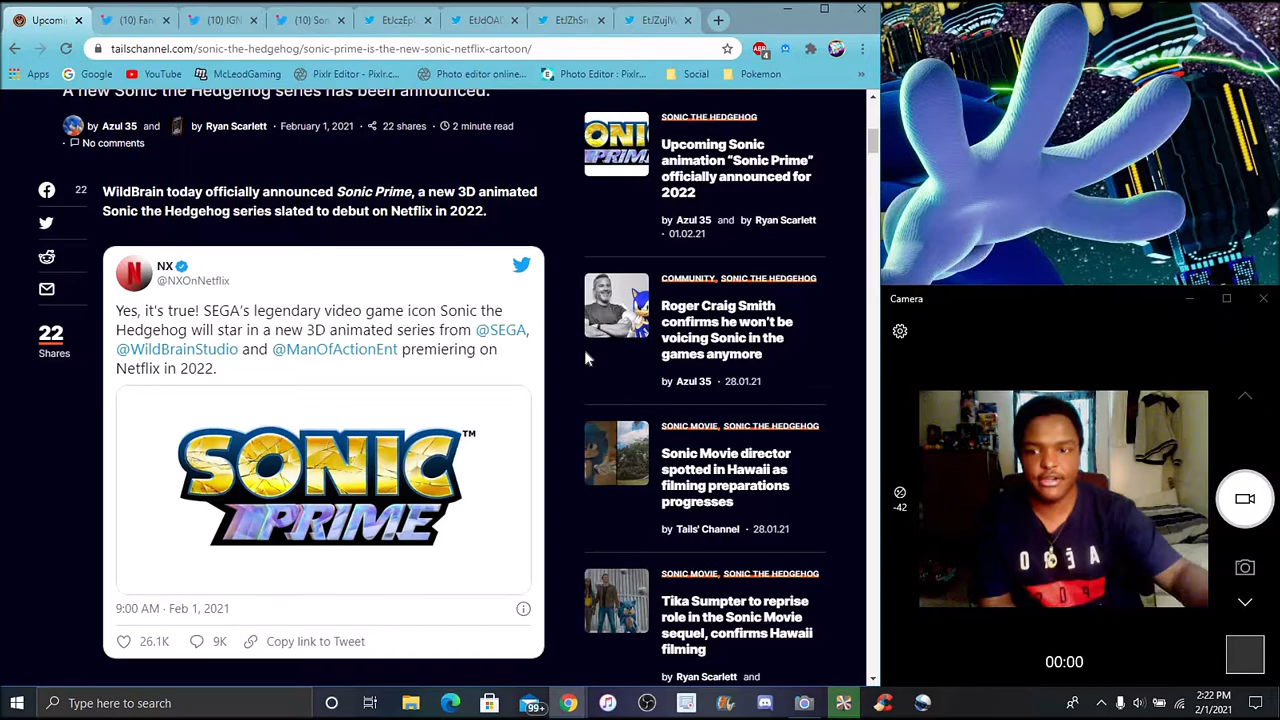 Upcomi
(10) Fan
(10) IGN
(10) Son
EtJczEpl
EtJdOAI
EtJZhSn
EtZujlW
tailschannel.com/sonic-the-hedgehog/sonic-prime-is-the-new-sonic-netflix-cartoon/
Apps
Google
YouTube
McLeodGaming
Pixlr Editor - Pixlr.c...
Photo editor online...
Photo Editor : Pixlr...
Social
Pokemon
»
A new Sonic the Hedgehog series has been announced.
by Azul 35 and by Ryan Scarlett · February 1, 2021 · 22 shares · 2 minute read
· No comments
22
22
Shares
WildBrain today officially announced Sonic Prime, a new 3D animated
Sonic the Hedgehog series slated to debut on Netflix in 2022.
NX
@NXOnNetflix
Yes, it's true! SEGA's legendary video game icon Sonic the
Hedgehog will star in a new 3D animated series from @SEGA,
@WildBrainStudio and @ManOfActionEnt premiering on
Netflix in 2022.
SONIC
PRIME
TM
9:00 AM · Feb 1, 2021
26.1K 9K Copy link to Tweet
SONIC THE HEDGEHOG
Upcoming Sonic
animation “Sonic Prime”
officially announced for
2022
by Azul 35 and by Ryan Scarlett
· 01.02.21
COMMUNITY, SONIC THE HEDGEHOG
Roger Craig Smith
confirms he won't be
voicing Sonic in the
games anymore
by Azul 35 · 28.01.21
SONIC MOVIE, SONIC THE HEDGEHOG
Sonic Movie director
spotted in Hawaii as
filming preparations
progresses
by Tails' Channel · 28.01.21
SONIC MOVIE, SONIC THE HEDGEHOG
Tika Sumpter to reprise
role in the Sonic Movie
sequel, confirms Hawaii
filming
by Ryan Scarlett and
Camera
-42
00:00
Type here to search
99+
2:22 PM
2/1/2021